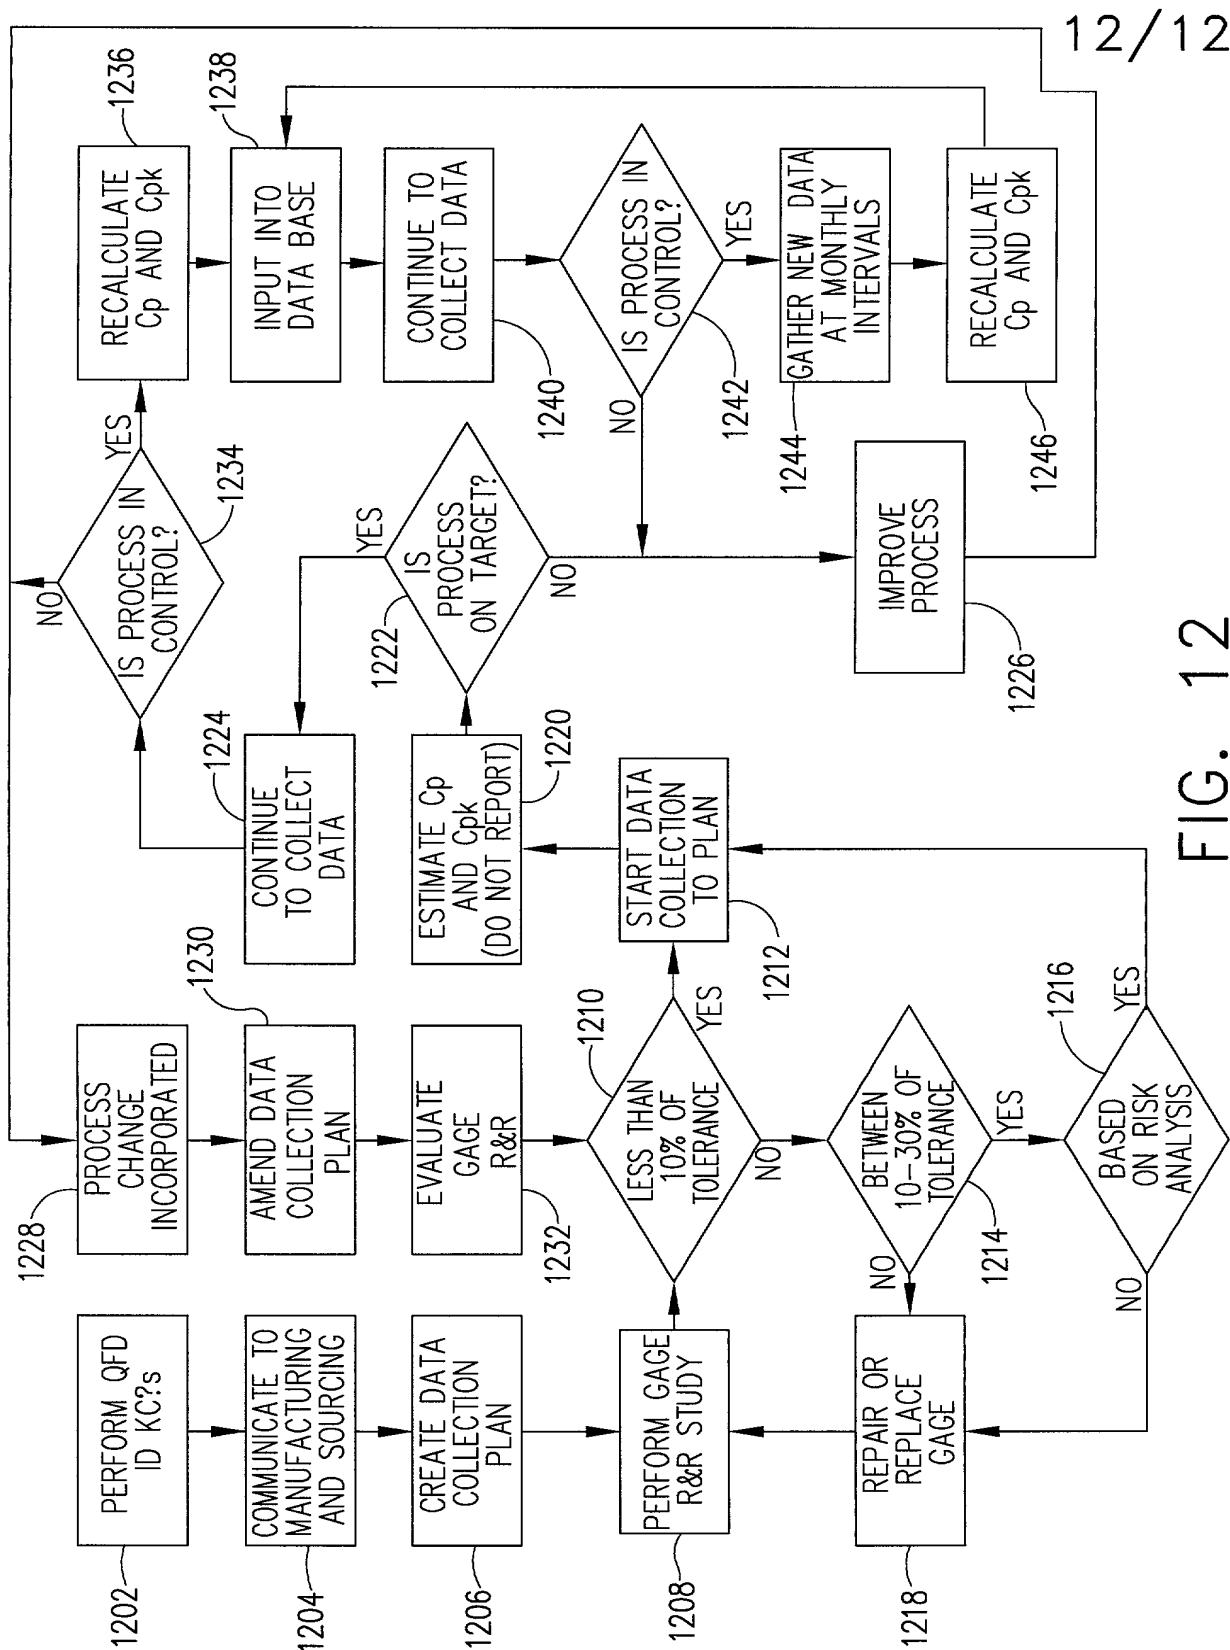 12/12
1202
PERFORM QFD
ID KC?s
1204
COMMUNICATE TO
MANUFACTURING
AND SOURCING
1206
CREATE DATA
COLLECTION
PLAN
1208
PERFORM GAGE
R&R STUDY
1218
REPAIR OR
REPLACE
GAGE
1228
PROCESS
CHANGE
INCORPORATED
1230
AMEND DATA
COLLECTION
PLAN
1232
EVALUATE
GAGE
R&R
1210
LESS THAN
10% OF
TOLERANCE
YES
NO
1214
BETWEEN
10-30% OF
TOLERANCE
NO
YES
1216
BASED
ON RISK
ANALYSIS
NO
YES
1212
START DATA
COLLECTION
TO PLAN
1220
ESTIMATE Cp
AND Cpk
(DO NOT REPORT)
1222
IS
PROCESS
ON TARGET?
YES
NO
1224
CONTINUE
TO COLLECT
DATA
1226
IMPROVE
PROCESS
1234
IS PROCESS IN
CONTROL?
NO
YES
1236
RECALCULATE
Cp AND Cpk
1238
INPUT INTO
DATA BASE
1240
CONTINUE TO
COLLECT DATA
1242
IS PROCESS IN
CONTROL?
NO
YES
1244
GATHER NEW DATA
AT MONTHLY
INTERVALS
1246
RECALCULATE
Cp AND Cpk
FIG. 12